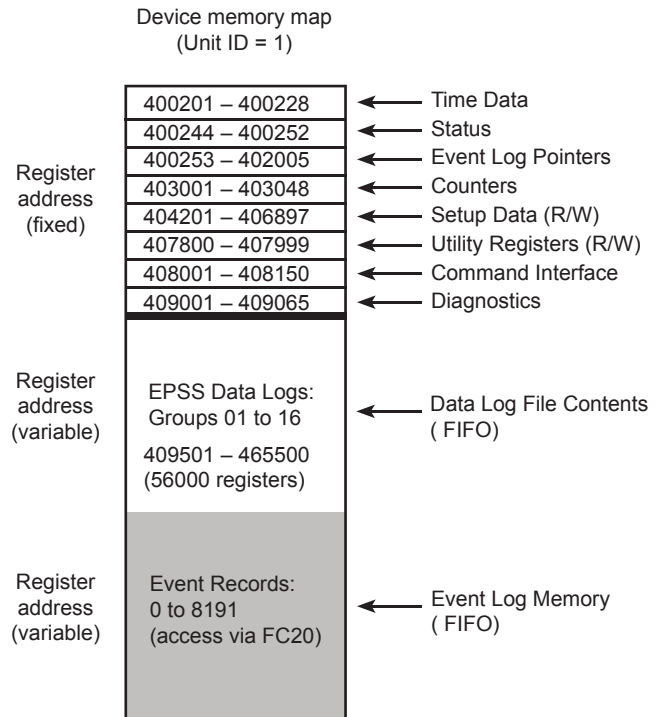 Device memory map
(Unit ID = 1)
Register
address
(fixed)
400201 – 400228
Time Data
400244 – 400252
Status
400253 – 402005
Event Log Pointers
403001 – 403048
Counters
404201 – 406897
Setup Data (R/W)
407800 – 407999
Utility Registers (R/W)
408001 – 408150
Command Interface
409001 – 409065
Diagnostics
Register
address
(variable)
EPSS Data Logs:
Groups 01 to 16
409501 – 465500
(56000 registers)
Data Log File Contents
( FIFO)
Register
address
(variable)
Event Records:
0 to 8191
(access via FC20)
Event Log Memory
( FIFO)